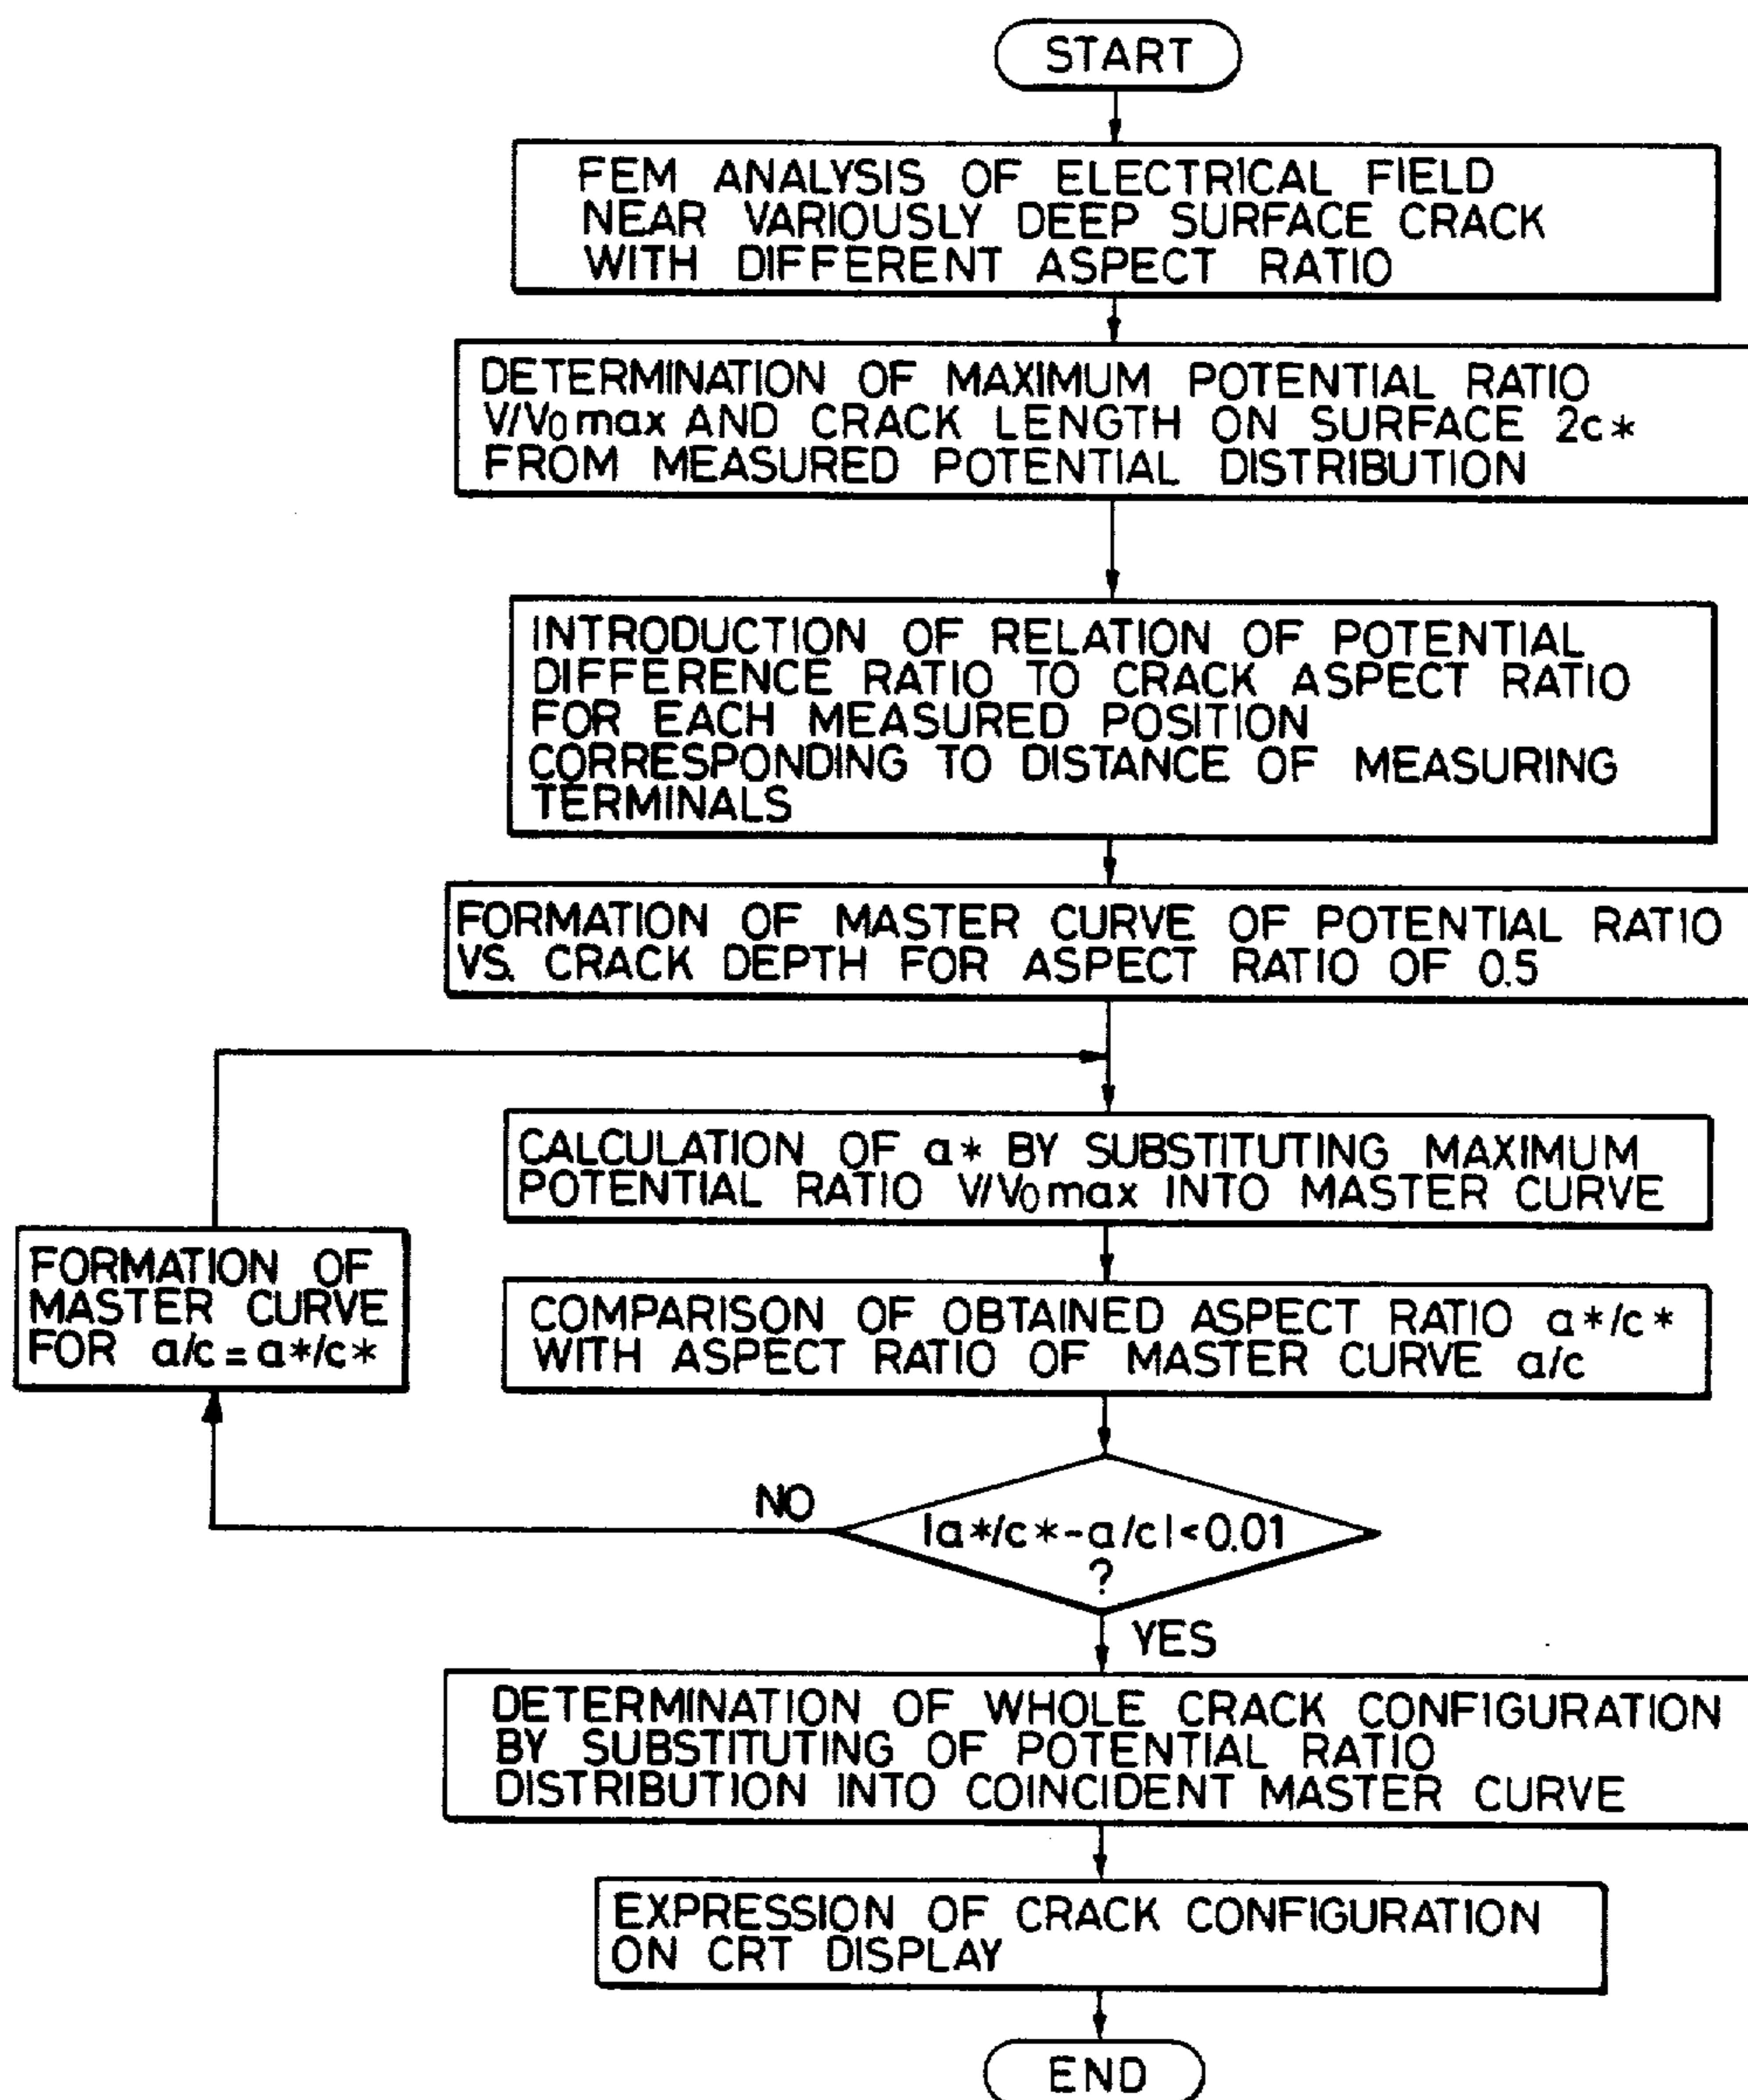 START
FEM ANALYSIS OF ELECTRICAL FIELD
NEAR VARIOUSLY DEEP SURFACE CRACK
WITH DIFFERENT ASPECT RATIO
DETERMINATION OF MAXIMUM POTENTIAL RATIO
V/V0max AND CRACK LENGTH ON SURFACE 2c*
FROM MEASURED POTENTIAL DISTRIBUTION
INTRODUCTION OF RELATION OF POTENTIAL
DIFFERENCE RATIO TO CRACK ASPECT RATIO
FOR EACH MEASURED POSITION
CORRESPONDING TO DISTANCE OF MEASURING
TERMINALS
FORMATION OF MASTER CURVE OF POTENTIAL RATIO
VS. CRACK DEPTH FOR ASPECT RATIO OF 0.5
CALCULATION OF a* BY SUBSTITUTING MAXIMUM
POTENTIAL RATIO V/V0max INTO MASTER CURVE
FORMATION OF
MASTER CURVE
FOR a/c=a*/c*
COMPARISON OF OBTAINED ASPECT RATIO a*/c*
WITH ASPECT RATIO OF MASTER CURVE a/c
NO
|a*/c*-a/c|<0.01
?
YES
DETERMINATION OF WHOLE CRACK CONFIGURATION
BY SUBSTITUTING OF POTENTIAL RATIO
DISTRIBUTION INTO COINCIDENT MASTER CURVE
EXPRESSION OF CRACK CONFIGURATION
ON CRT DISPLAY
END